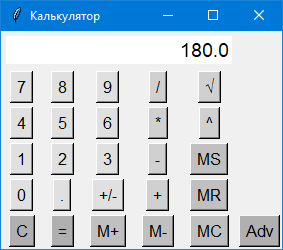 Калькулятор
180.0
7 8 9 / √
4 5 6 * ^
1 2 3 - MS
0 . +/- + MR
C = M+ M- MC Adv